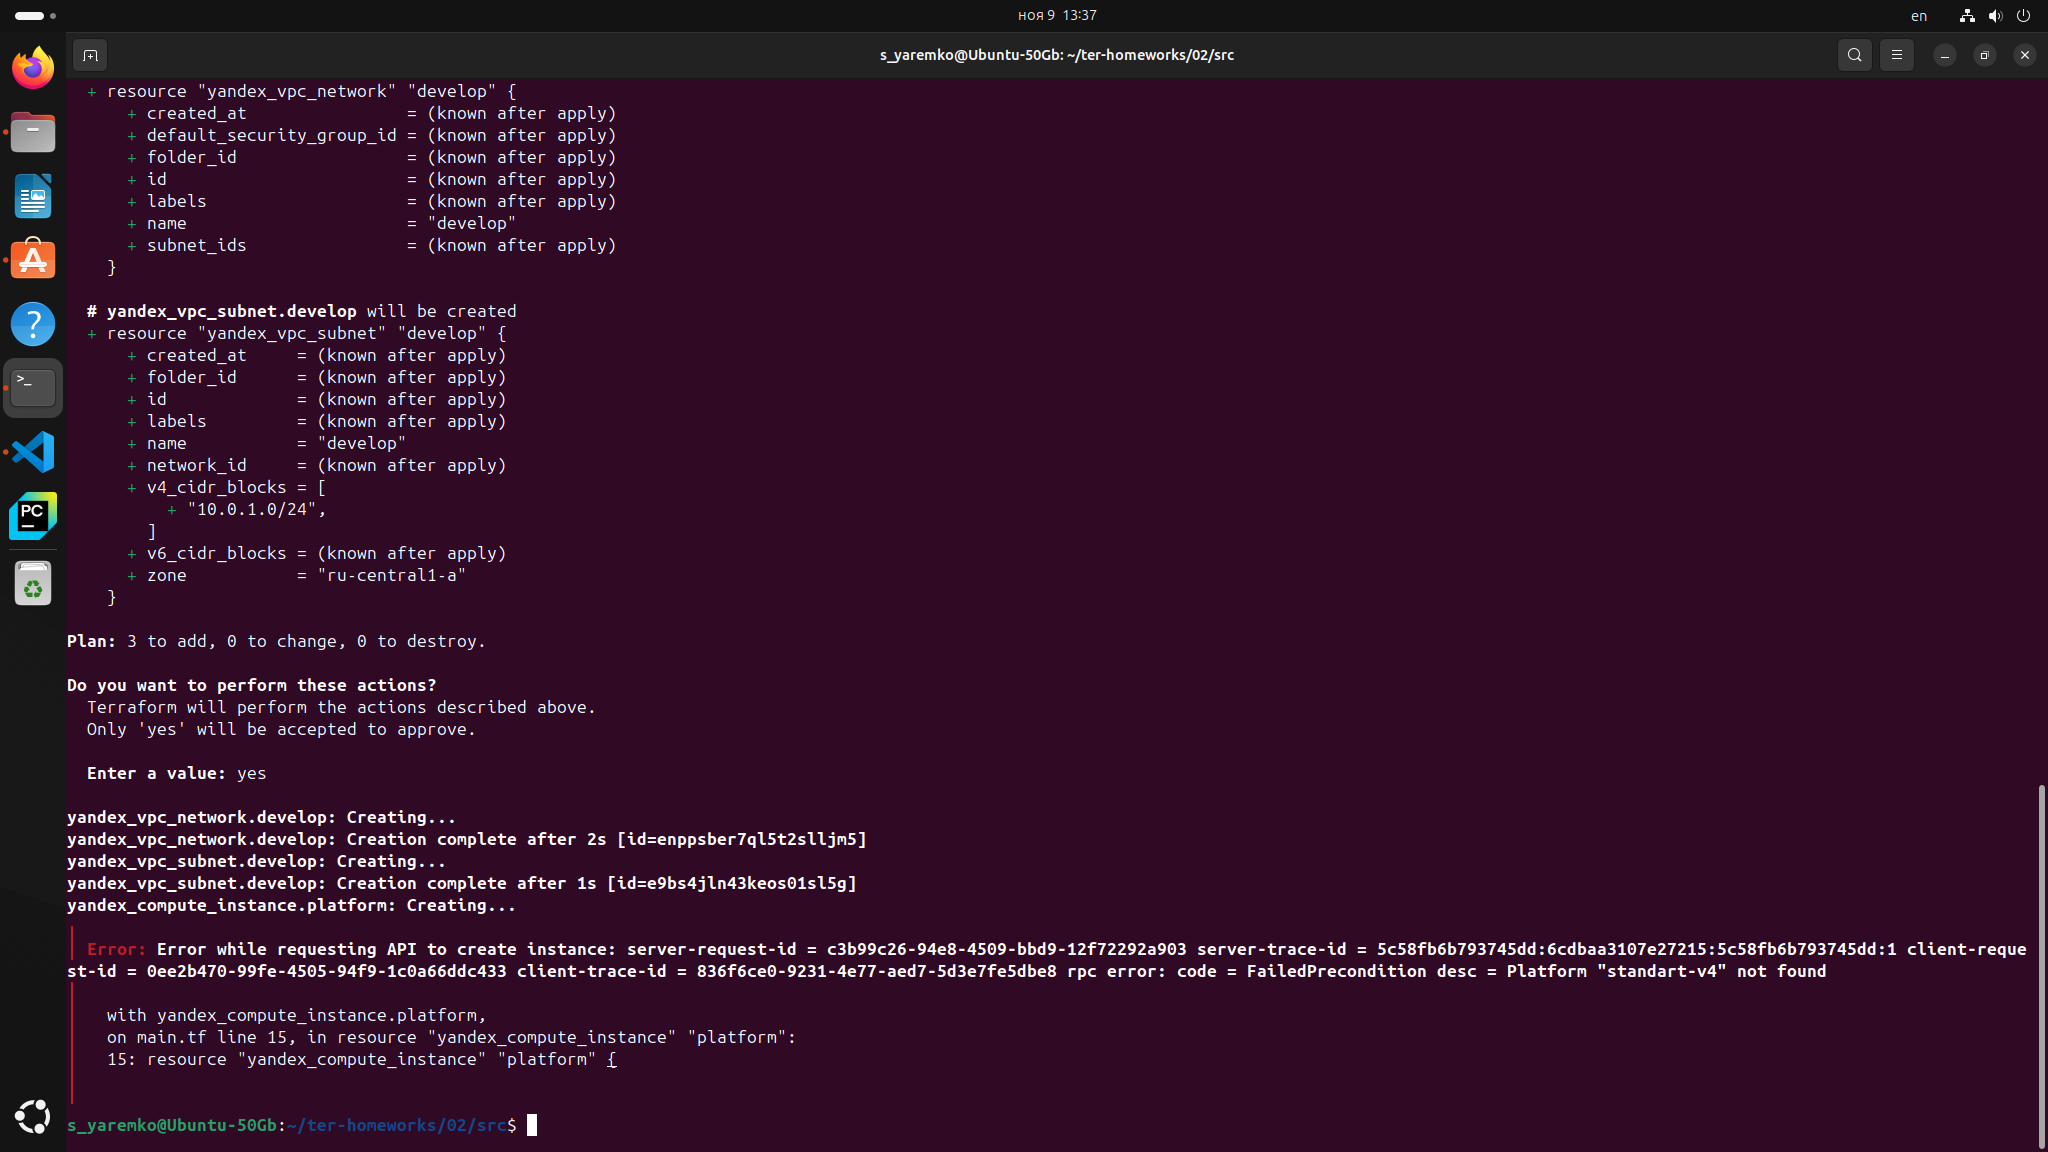 ноя 9 13:37
en
s_yaremko@Ubuntu-50Gb: ~/ter-homeworks/02/src
+ resource "yandex_vpc_network" "develop" {
+ created_at = (known after apply)
+ default_security_group_id = (known after apply)
+ folder_id = (known after apply)
+ id = (known after apply)
+ labels = (known after apply)
+ name = "develop"
+ subnet_ids = (known after apply)
}
# yandex_vpc_subnet.develop will be created
+ resource "yandex_vpc_subnet" "develop" {
+ created_at = (known after apply)
+ folder_id = (known after apply)
+ id = (known after apply)
+ labels = (known after apply)
+ name = "develop"
+ network_id = (known after apply)
+ v4_cidr_blocks = [
+ "10.0.1.0/24",
]
+ v6_cidr_blocks = (known after apply)
+ zone = "ru-central1-a"
}
Plan: 3 to add, 0 to change, 0 to destroy.
Do you want to perform these actions?
Terraform will perform the actions described above.
Only 'yes' will be accepted to approve.
Enter a value: yes
yandex_vpc_network.develop: Creating...
yandex_vpc_network.develop: Creation complete after 2s [id=enppsber7ql5t2slljm5]
yandex_vpc_subnet.develop: Creating...
yandex_vpc_subnet.develop: Creation complete after 1s [id=e9bs4jln43keos01sl5g]
yandex_compute_instance.platform: Creating...
Error: Error while requesting API to create instance: server-request-id = c3b99c26-94e8-4509-bbd9-12f72292a903 server-trace-id = 5c58fb6b793745dd:6cdbaa3107e27215:5c58fb6b793745dd:1 client-reque
st-id = 0ee2b470-99fe-4505-94f9-1c0a66ddc433 client-trace-id = 836f6ce0-9231-4e77-aed7-5d3e7fe5dbe8 rpc error: code = FailedPrecondition desc = Platform "standart-v4" not found
with yandex_compute_instance.platform,
on main.tf line 15, in resource "yandex_compute_instance" "platform":
15: resource "yandex_compute_instance" "platform" {
s_yaremko@Ubuntu-50Gb:~/ter-homeworks/02/src$
PC